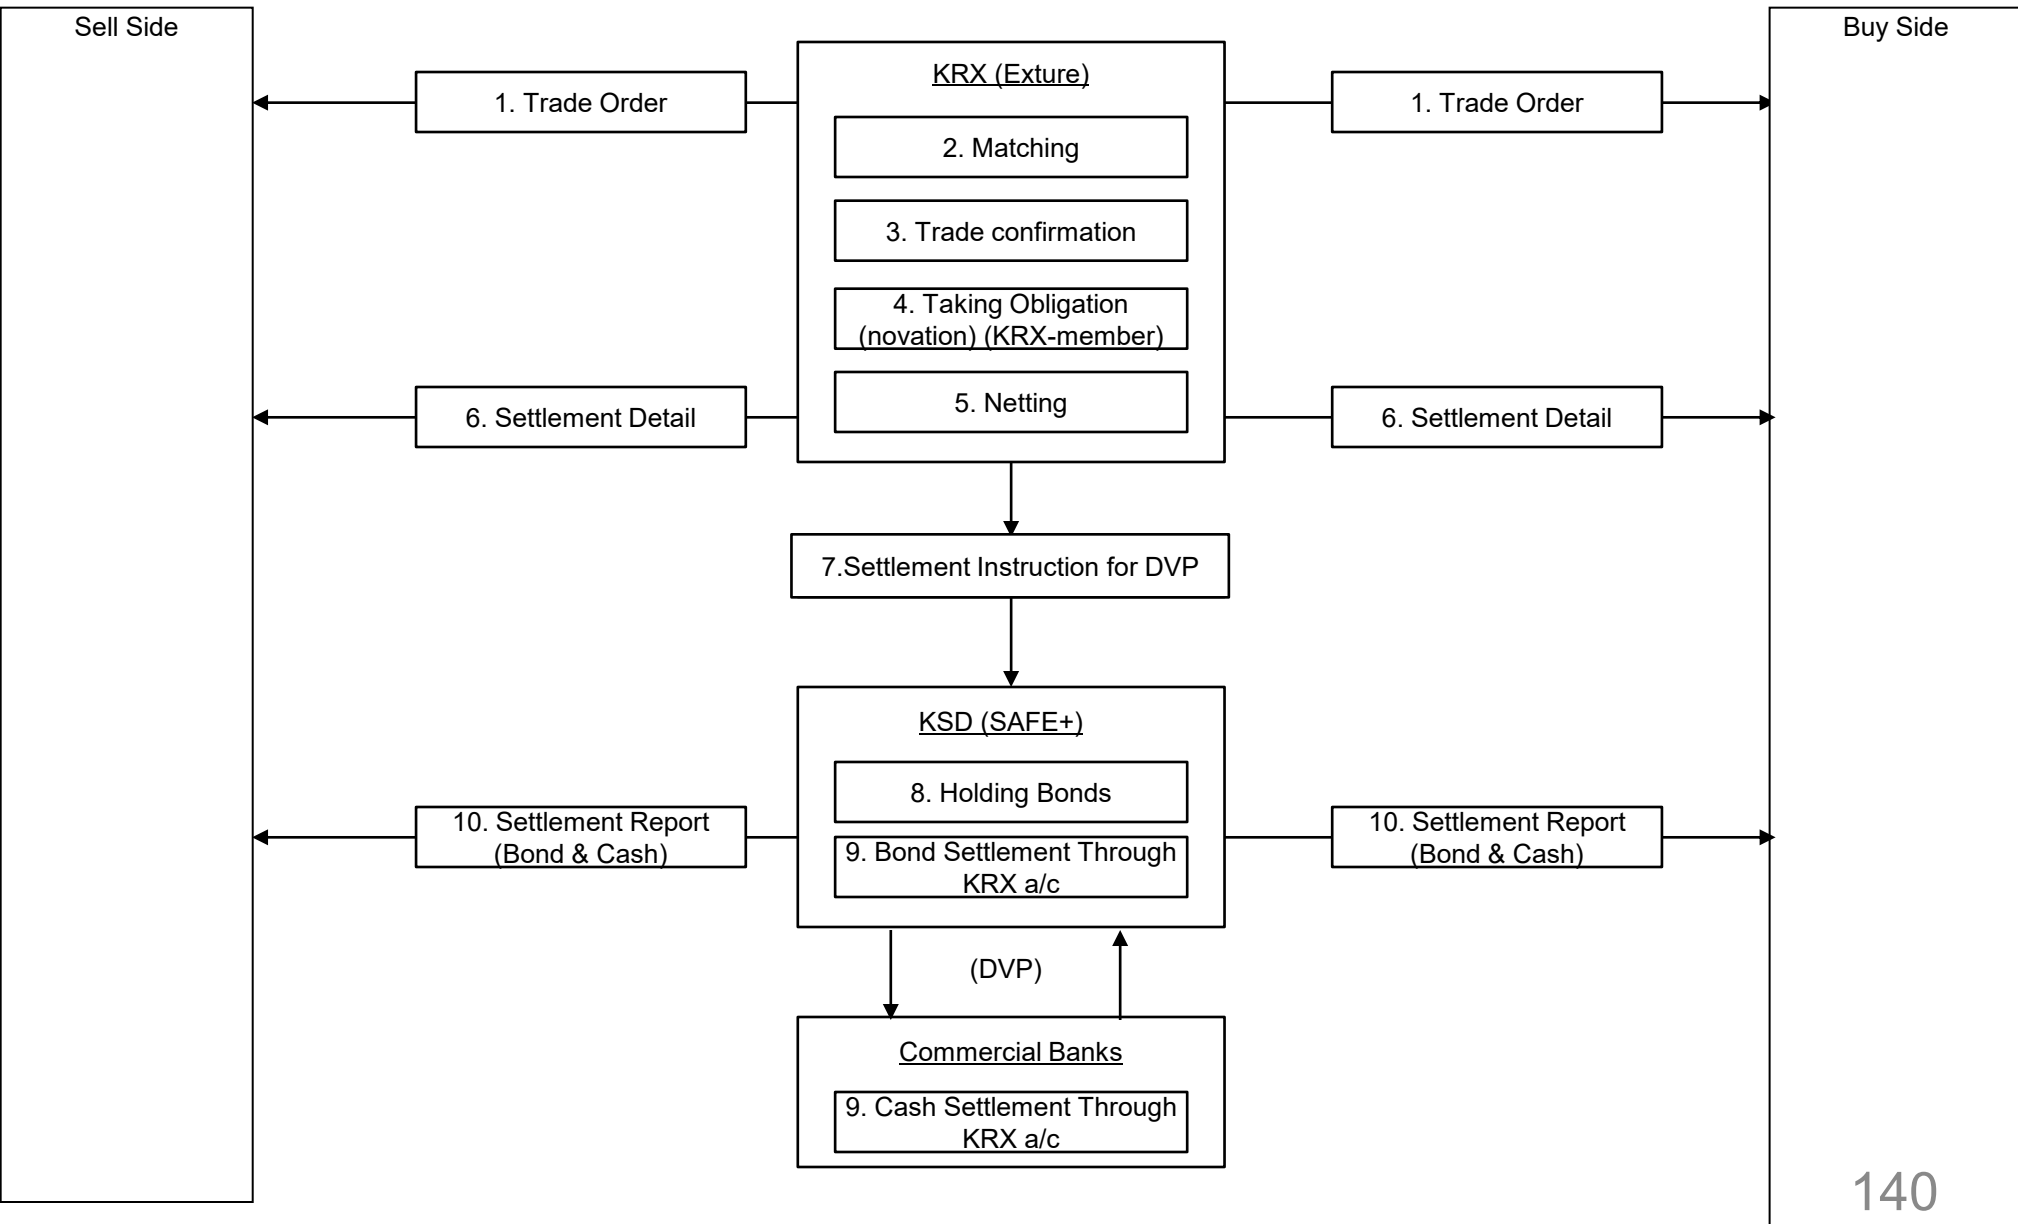 Sell Side
Buy Side
KRX (Exture)
1. Trade Order
1. Trade Order
2. Matching
3. Trade confirmation
4. Taking Obligation
(novation) (KRX-member)
5. Netting
6. Settlement Detail
6. Settlement Detail
7.Settlement Instruction for DVP
KSD (SAFE+)
8. Holding Bonds
10. Settlement Report
(Bond & Cash)
9. Bond Settlement Through
KRX a/c
10. Settlement Report
(Bond & Cash)
(DVP)
Commercial Banks
9. Cash Settlement Through
KRX a/c
140